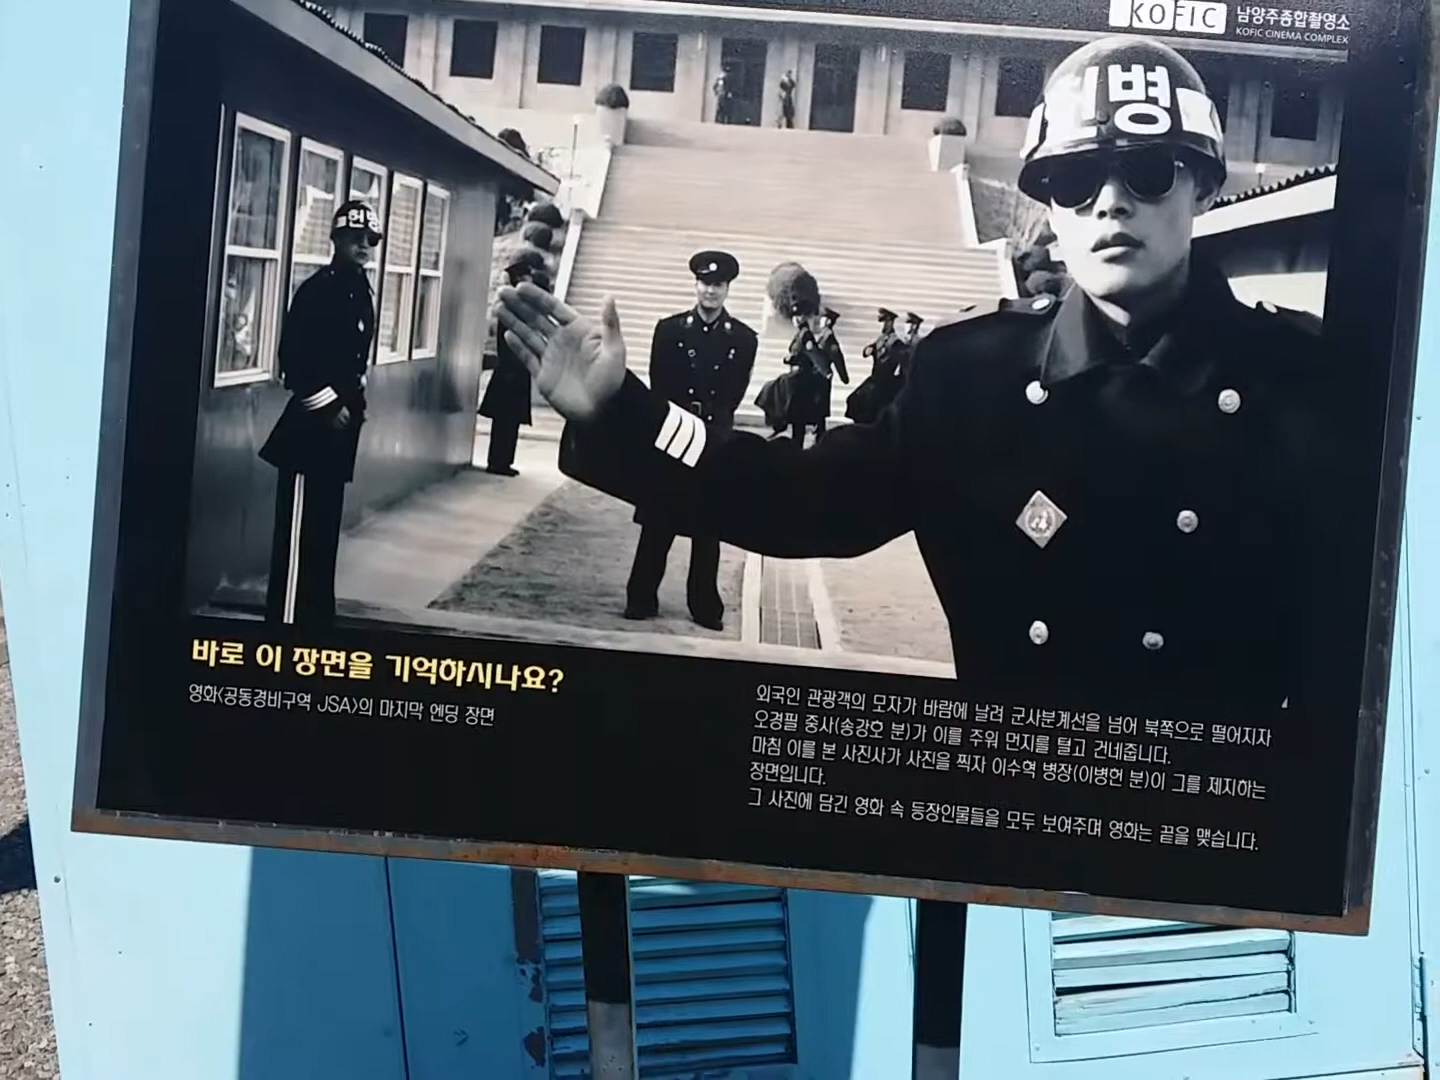 KOFIC 남양주종합촬영소
KOFIC CINEMA COMPLEX
헌병
헌병
바로 이 장면을 기억하시나요?
영화<공동경비구역 JSA>의 마지막 엔딩 장면
외국인 관광객의 모자가 바람에 날려 군사분계선을 넘어 북쪽으로 떨어지자
오경필 중사(송강호 분)가 이를 주워 먼지를 털고 건네줍니다.
마침 이를 본 사진사가 사진을 찍자 이수혁 병장(이병헌 분)이 그를 제지하는
장면입니다.
그 사진에 담긴 영화 속 등장인물들을 모두 보여주며 영화는 끝을 맺습니다.